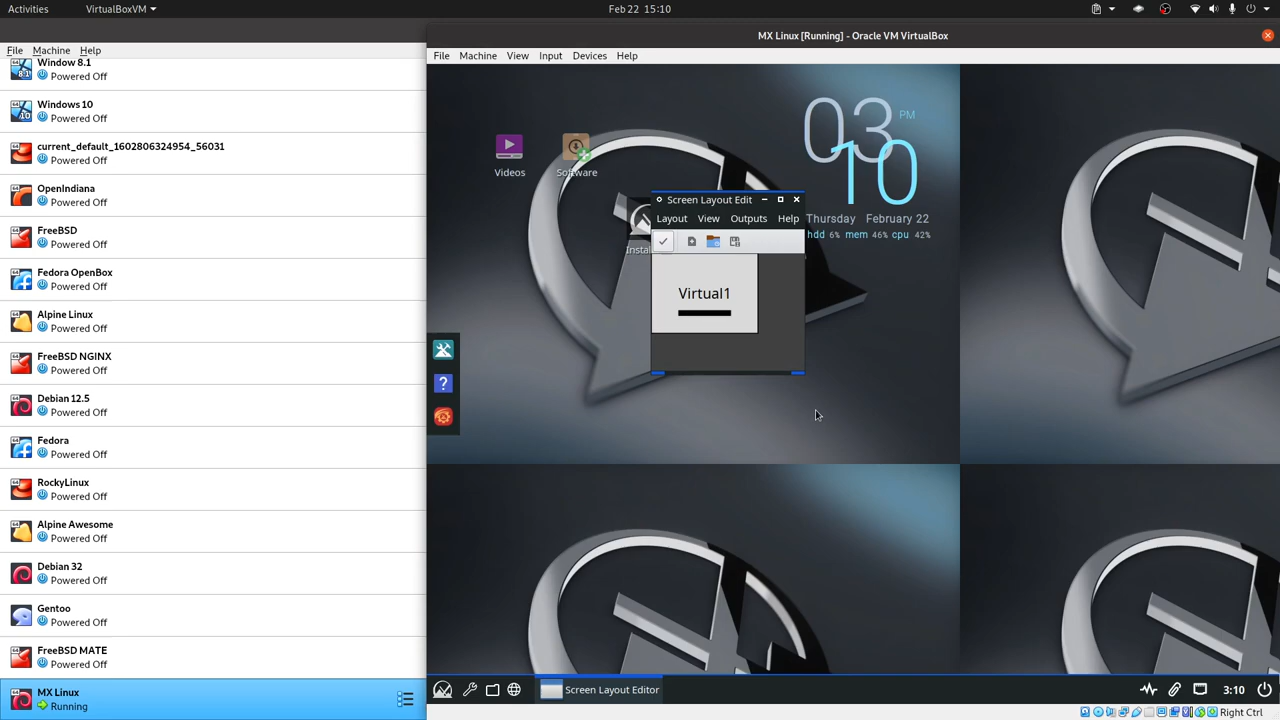 Activities
VirtualBoxVM
Feb 22 15:10
MX Linux [Running] - Oracle VM VirtualBox
File Machine Help
File Machine View Input Devices Help
Window 8.1
Powered Off
Windows 10
Powered Off
current_default_1602806324954_56031
Powered Off
OpenIndiana
Powered Off
FreeBSD
Powered Off
Fedora OpenBox
Powered Off
Alpine Linux
Powered Off
FreeBSD NGINX
Powered Off
Debian 12.5
Powered Off
Fedora
Powered Off
RockyLinux
Powered Off
Alpine Awesome
Powered Off
Debian 32
Powered Off
Gentoo
Powered Off
FreeBSD MATE
Powered Off
MX Linux
Running
Videos
Software
Instal
03 PM
10
Thursday February 22
hdd 6% mem 46% cpu 42%
Screen Layout Edit
Layout View Outputs Help
Virtual1
?
Screen Layout Editor
3:10
Right Ctrl